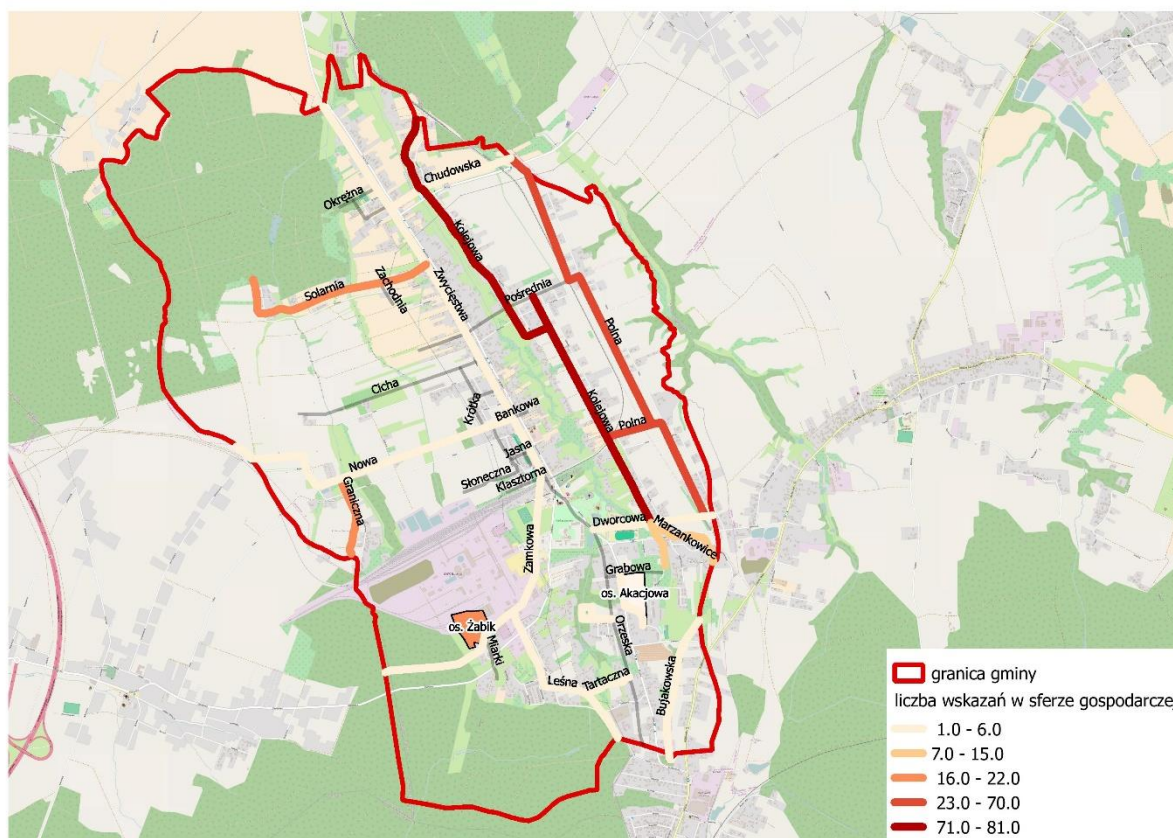 Chudowska
Okrężna
Kolejowa
Zwycięstwa
Zachodnia
Solarnia
Pośrednia
Polna
Cicha
Krótka
Bankowa
Kolejowa
Polna
Jasna
Nowa
Słoneczna
Klasztorna
Graniczna
Dworcowa
Marzankowice
Zamkowa
Grabowa
os. Akacjowa
os. Żabik
Miarki
Orzeska
Leśna
Tartaczna
Bujakowska
granica gminy
liczba wskazań w sferze gospodarczej
1.0 - 6.0
7.0 - 15.0
16.0 - 22.0
23.0 - 70.0
71.0 - 81.0